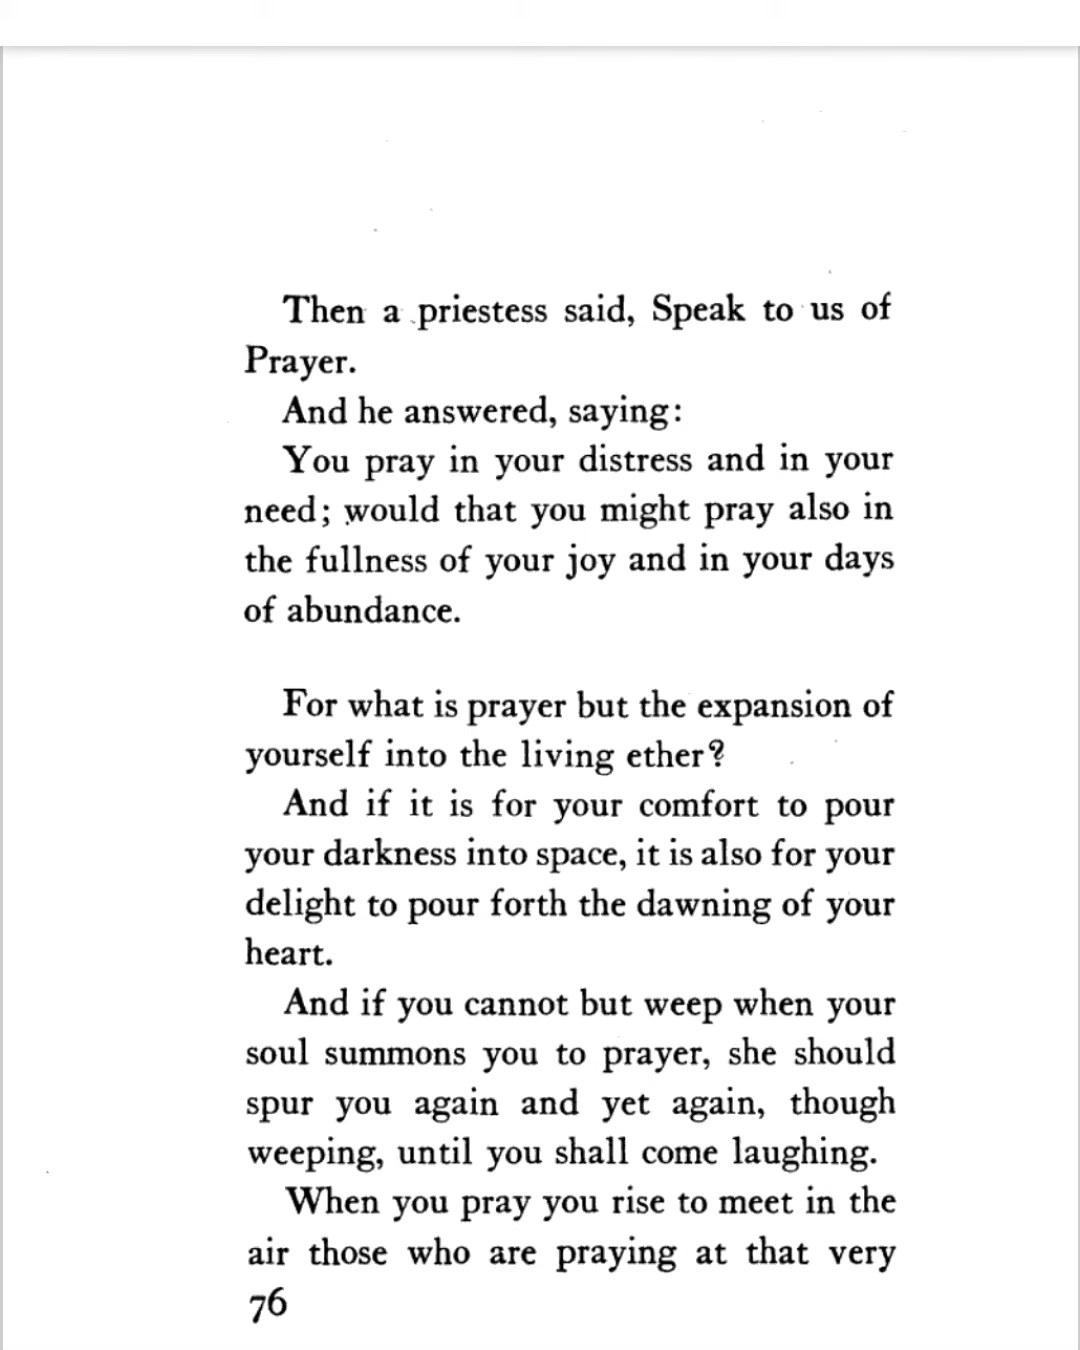 Then a priestess said, Speak to us of
Prayer.
And he answered, saying:
You pray in your distress and in your
need; would that you might pray also in
the fullness of your joy and in your days
of abundance.
For what is prayer but the expansion of
yourself into the living ether?
And if it is for your comfort to pour
your darkness into space, it is also for your
delight to pour forth the dawning of your
heart.
And if you cannot but weep when your
soul summons you to prayer, she should
spur you again and yet again, though
weeping, until you shall come laughing.
When you pray you rise to meet in the
air those who are praying at that very
76